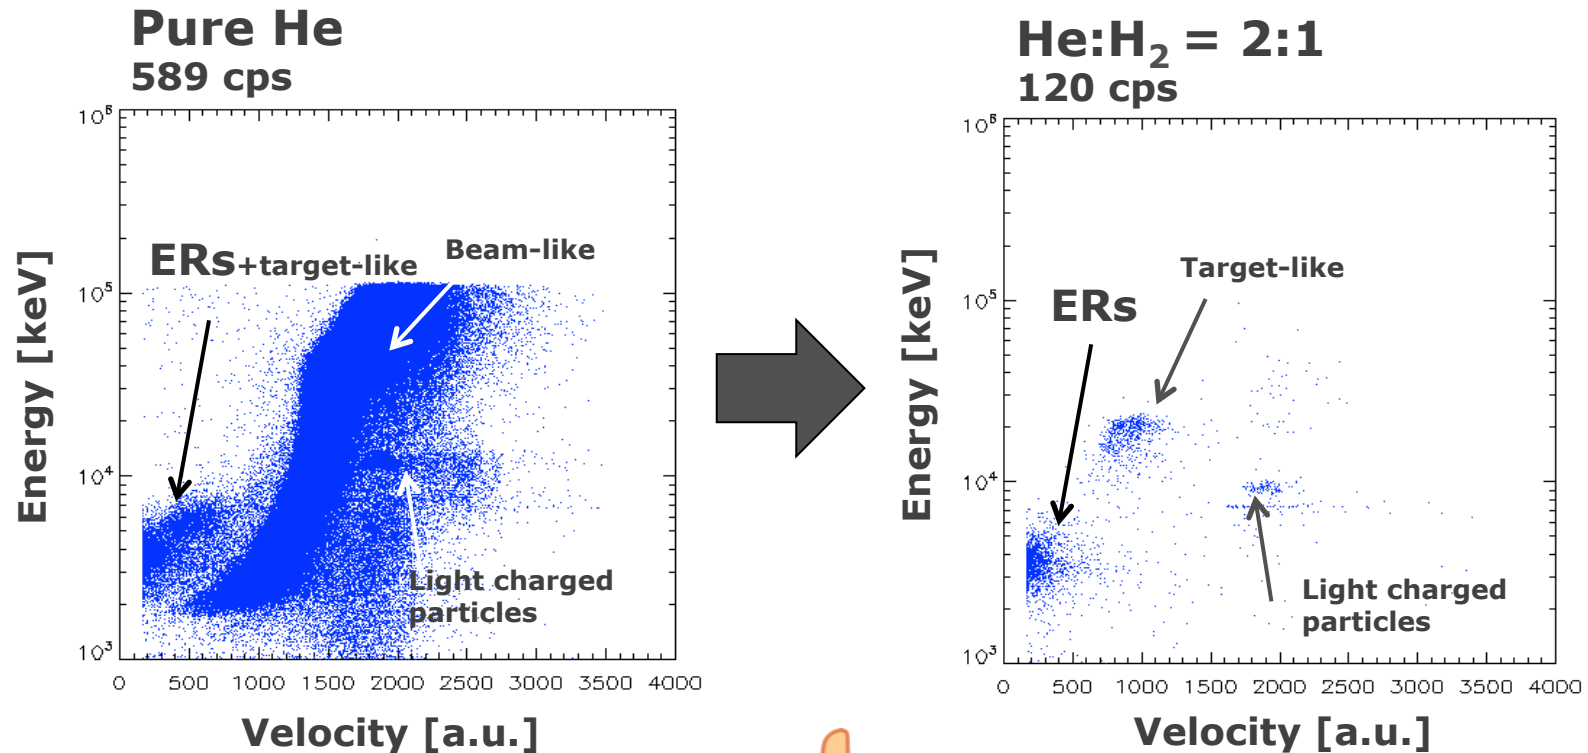 Pure He
589 cps
10⁶
10⁵
10⁴
10³
Energy [keV]
ERs+target-like
Beam-like
Light charged
particles
0 500 1000 1500 2000 2500 3000 3500 4000
Velocity [a.u.]
He:H₂ = 2:1
120 cps
10⁶
10⁵
10⁴
10³
Energy [keV]
ERs
Target-like
Light charged
particles
0 500 1000 1500 2000 2500 3000 3500 4000
Velocity [a.u.]